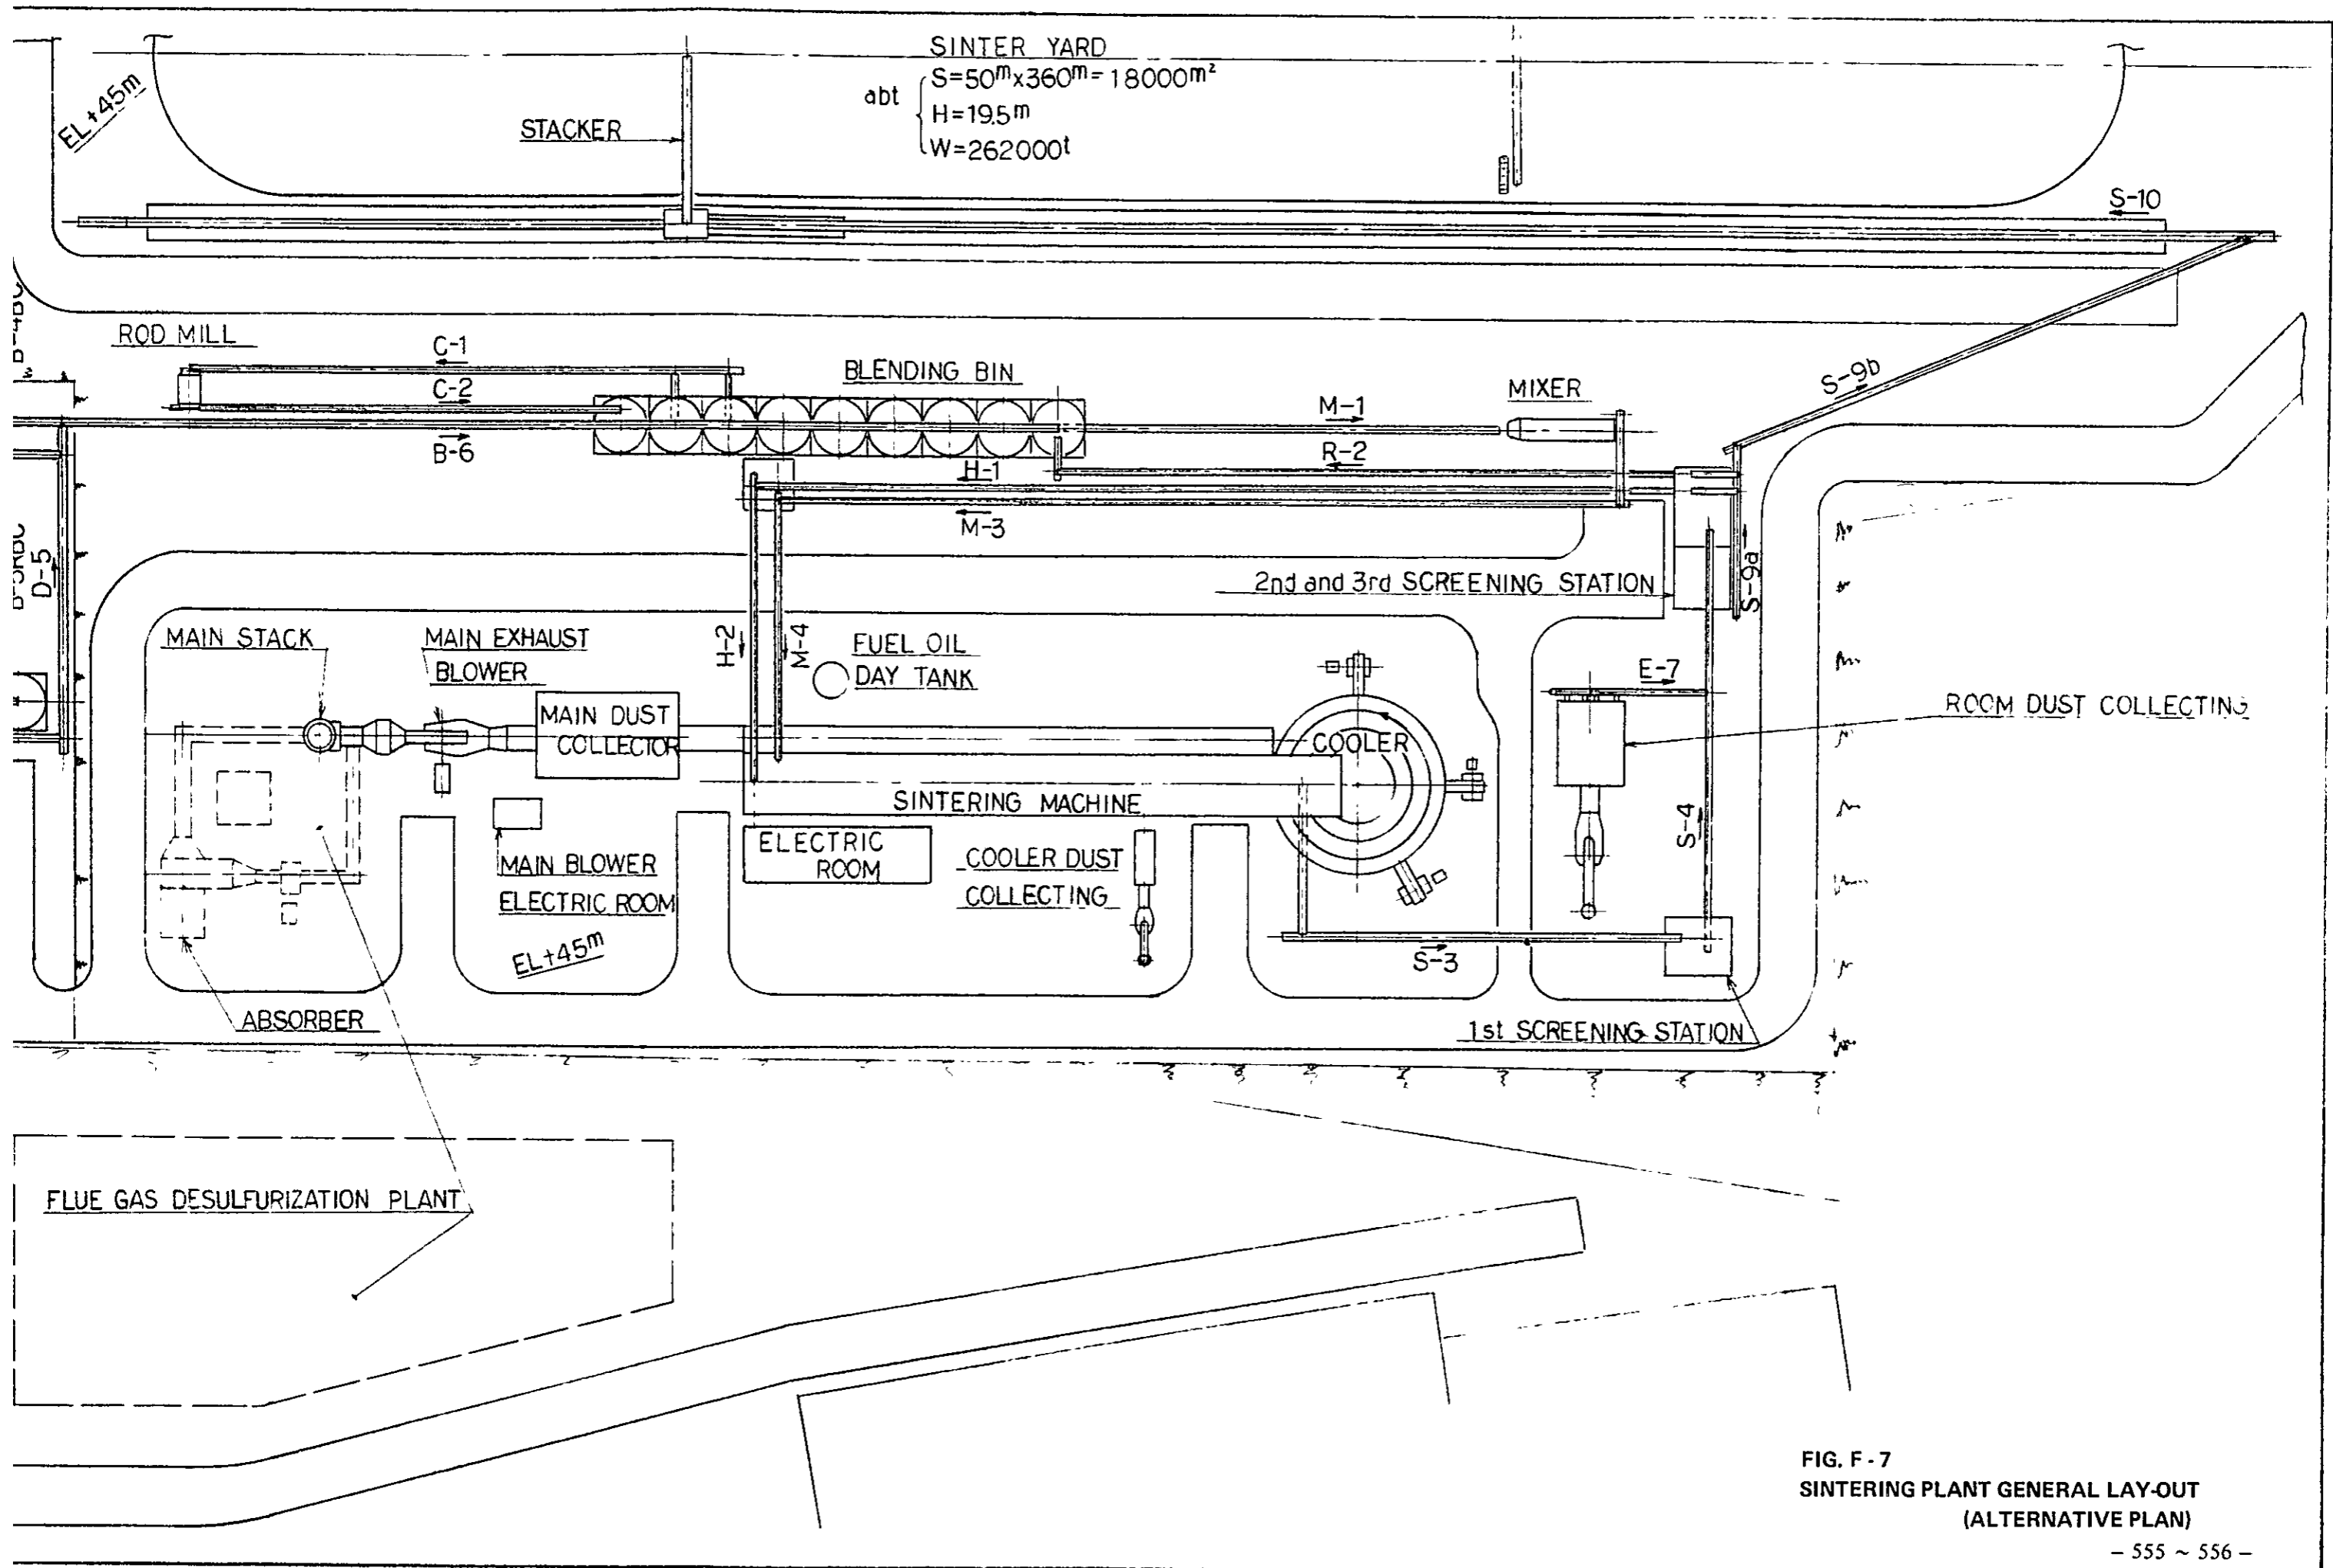 SINTER YARD
abt
S=50m x360m = 18000m²
H=19.5m
W=262000t
EL+45m
STACKER
S-10
B-4BC
ROD MILL
C-1
C-2
B-6
BLENDING BIN
MIXER
M-1
R-2
H-1
M-3
S-9b
S-9a
D-5
2nd and 3rd SCREENING STATION
MAIN STACK
MAIN EXHAUST
BLOWER
H-2
M-4
FUEL OIL
DAY TANK
E-7
ROOM DUST COLLECTING
MAIN DUST
COLLECTOR
COOLER
SINTERING MACHINE
S-4
MAIN BLOWER
ELECTRIC ROOM
ELECTRIC
ROOM
COOLER DUST
COLLECTING
EL+45m
S-3
ABSORBER
1st SCREENING STATION
FLUE GAS DESULFURIZATION PLANT
FIG. F - 7
SINTERING PLANT GENERAL LAY-OUT
(ALTERNATIVE PLAN)
– 555 ~ 556 –